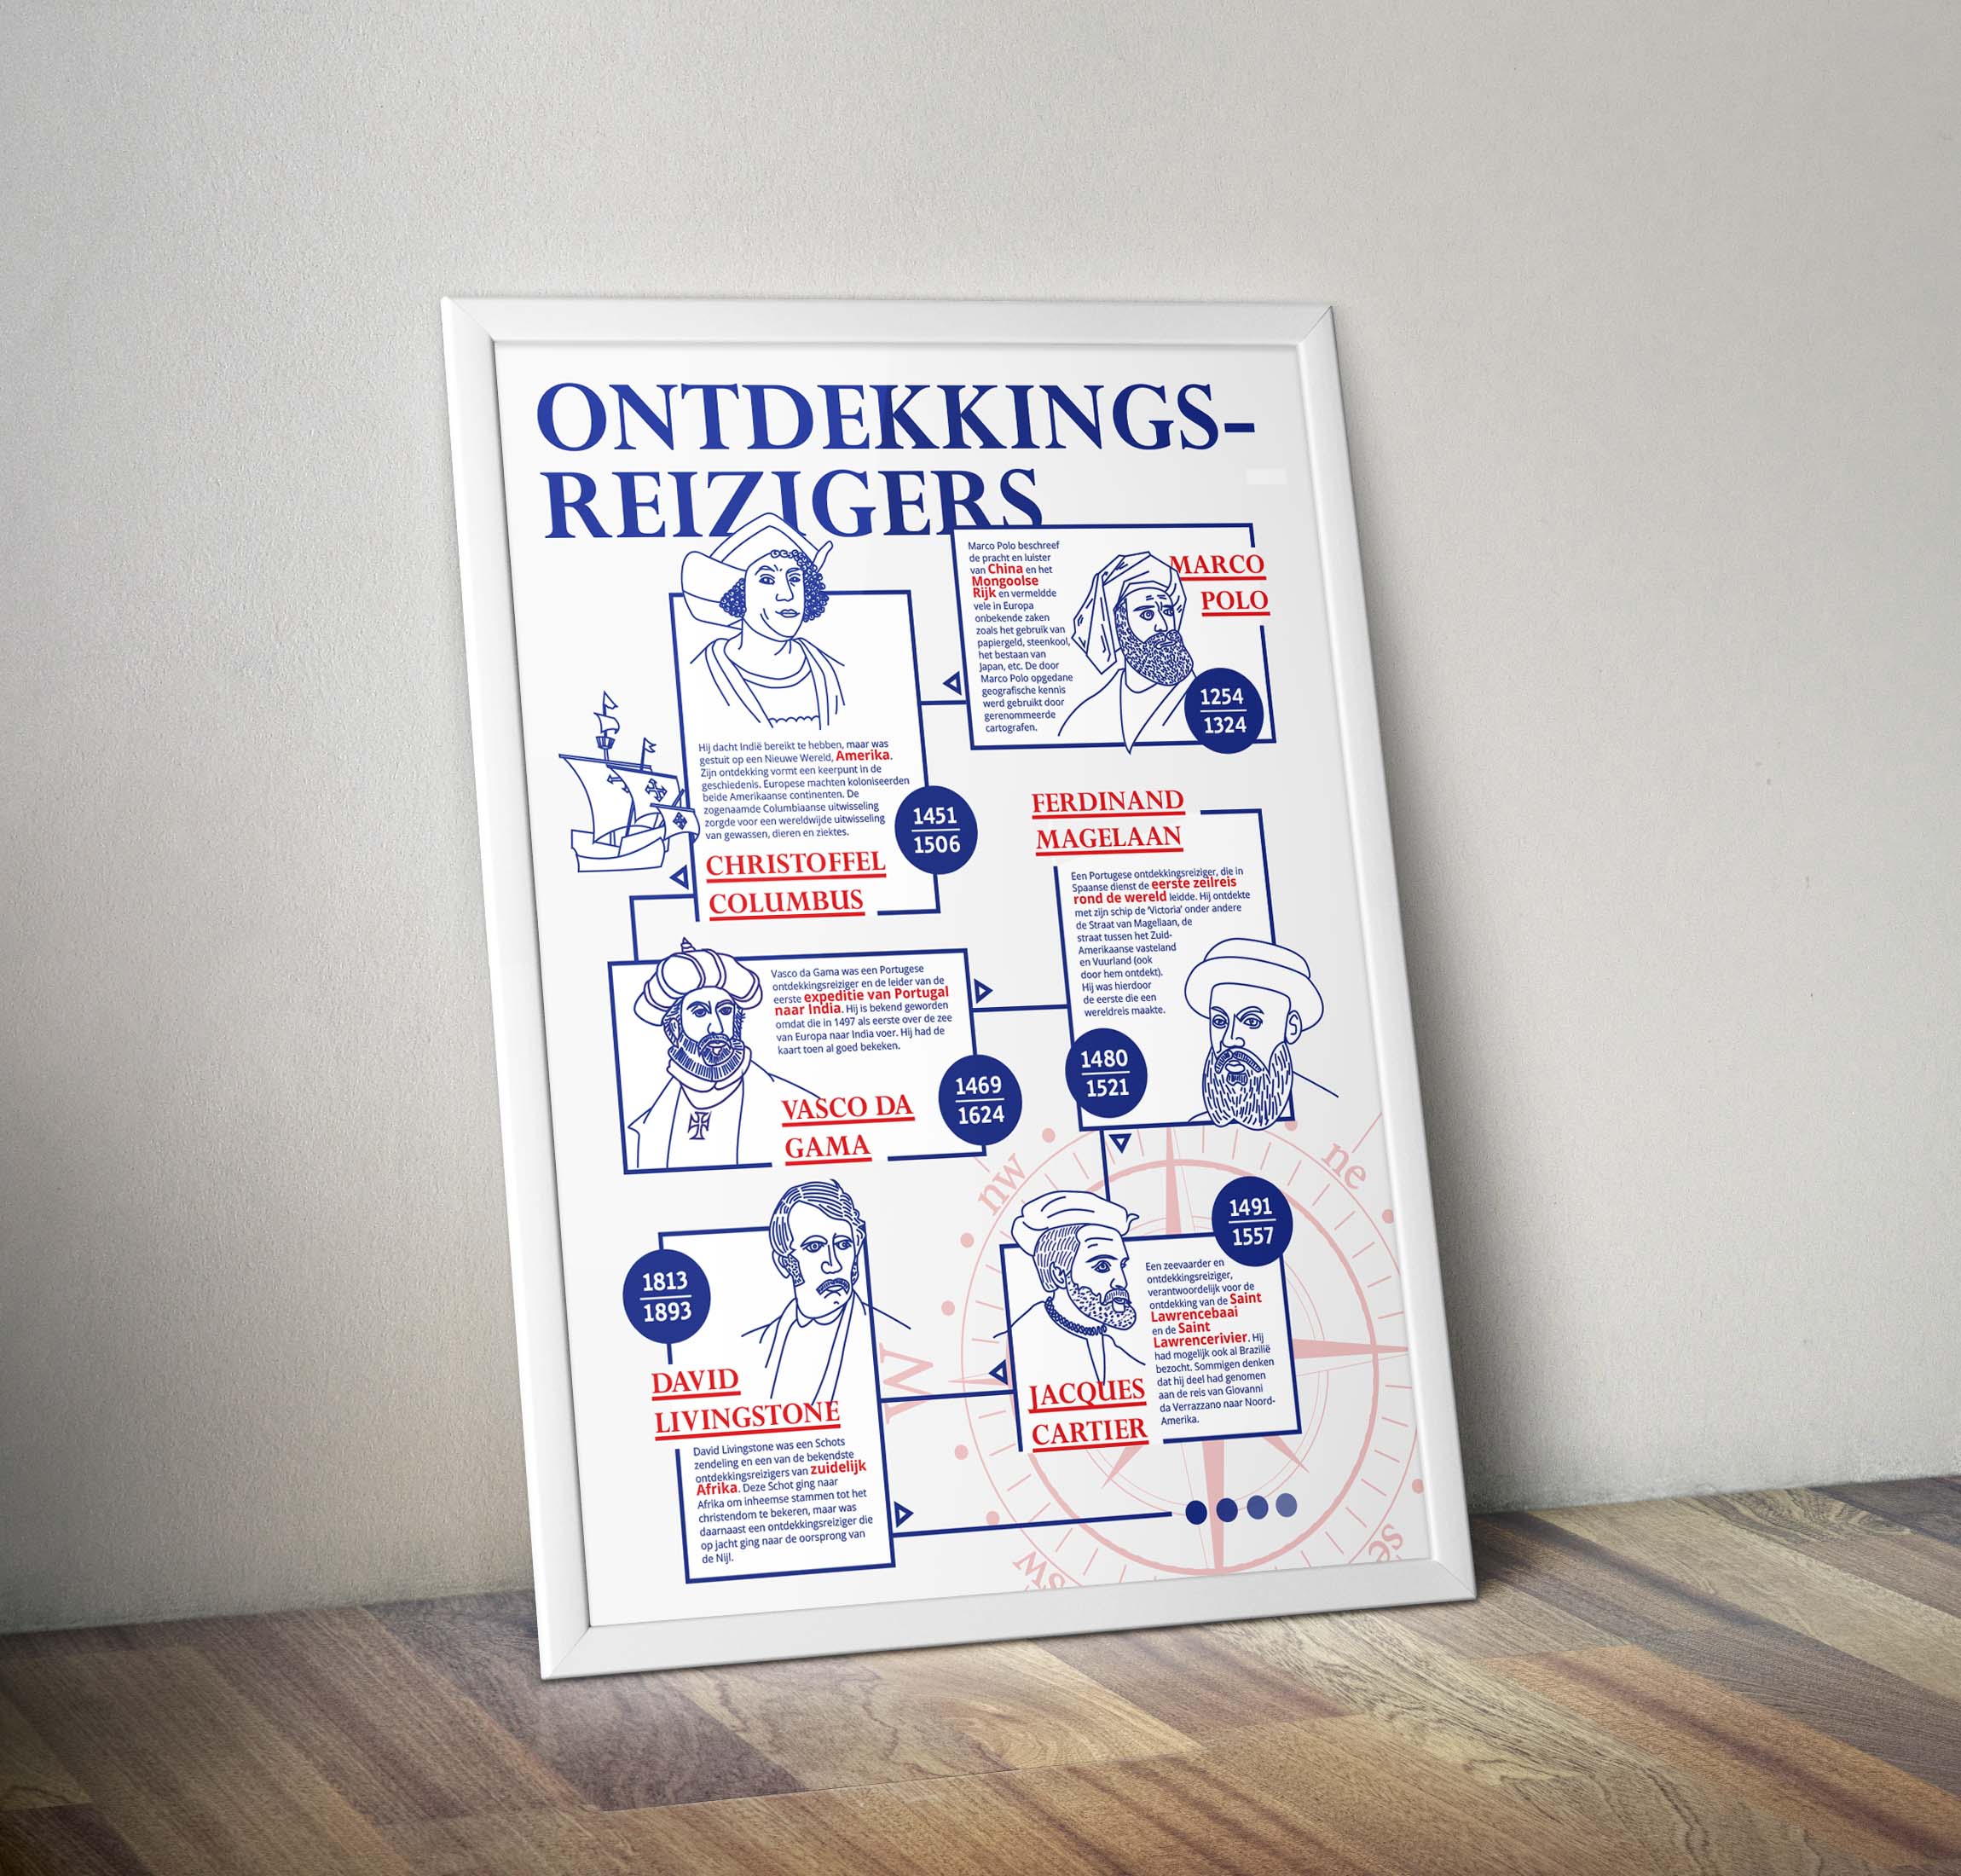 ONTDEKKINGS-
REIZIGERS
Marco Polo beschreef
de pracht en luister
van China en het
Mongoolse
Rijk en vermeldde
vele in Europa
onbekende zaken
zoals het gebruik van
papiergeld, steenkool,
het bestaan van
Japan, etc. De door
Marco Polo opgedane
geografische kennis
werd gebruikt door
gerenommeerde
cartografen.
MARCO
POLO
1254
1324
Hij dacht Indië bereikt te hebben, maar was
gestuit op een Nieuwe Wereld, Amerika.
Zijn ontdekking vormt een keerpunt in de
geschiedenis. Europese machten koloniseerden
beide Amerikaanse continenten. De
zogenaamde Columbiaanse uitwisseling
zorgde voor een wereldwijde uitwisseling
van gewassen, dieren en ziektes.
1451
1506
CHRISTOFFEL
COLUMBUS
Vasco da Gama was een Portugese
ontdekkingsreiziger en de leider van de
eerste expeditie van Portugal
naar India. Hij is bekend geworden
omdat die in 1497 als eerste over de zee
van Europa naar India voer. Hij had de
kaart toen al goed bekeken.
1469
1624
VASCO DA
GAMA
FERDINAND
MAGELAAN
Een Portugese ontdekkingsreiziger, die in
Spaanse dienst de eerste zeilreis
rond de wereld leidde. Hij ontdekte
met zijn schip de 'Victoria' onder andere
de Straat van Magellaan, de
straat tussen het Zuid-
Amerikaanse vasteland
en Vuurland (ook
door hem ontdekt).
Hij was hierdoor
de eerste die een
wereldreis maakte.
1480
1521
nw
ne
1491
1557
Een zeevaarder en
ontdekkingsreiziger,
verantwoordelijk voor de
ontdekking van de Saint
Lawrencebaai
en de Saint
Lawrencerivier. Hij
had mogelijk ook al Brazilië
bezocht. Sommigen denken
dat hij deel had genomen
aan de reis van Giovanni
da Verrazzano naar Noord-
Amerika.
JACQUES
CARTIER
W
1813
1893
DAVID
LIVINGSTONE
David Livingstone was een Schots
zendeling en een van de bekendste
ontdekkingsreizigers van zuidelijk
Afrika. Deze Schot ging naar
Afrika om inheemse stammen tot het
christendom te bekeren, maar was
daarnaast een ontdekkingsreiziger die
op jacht ging naar de oorsprong van
de Nijl.
sw
se